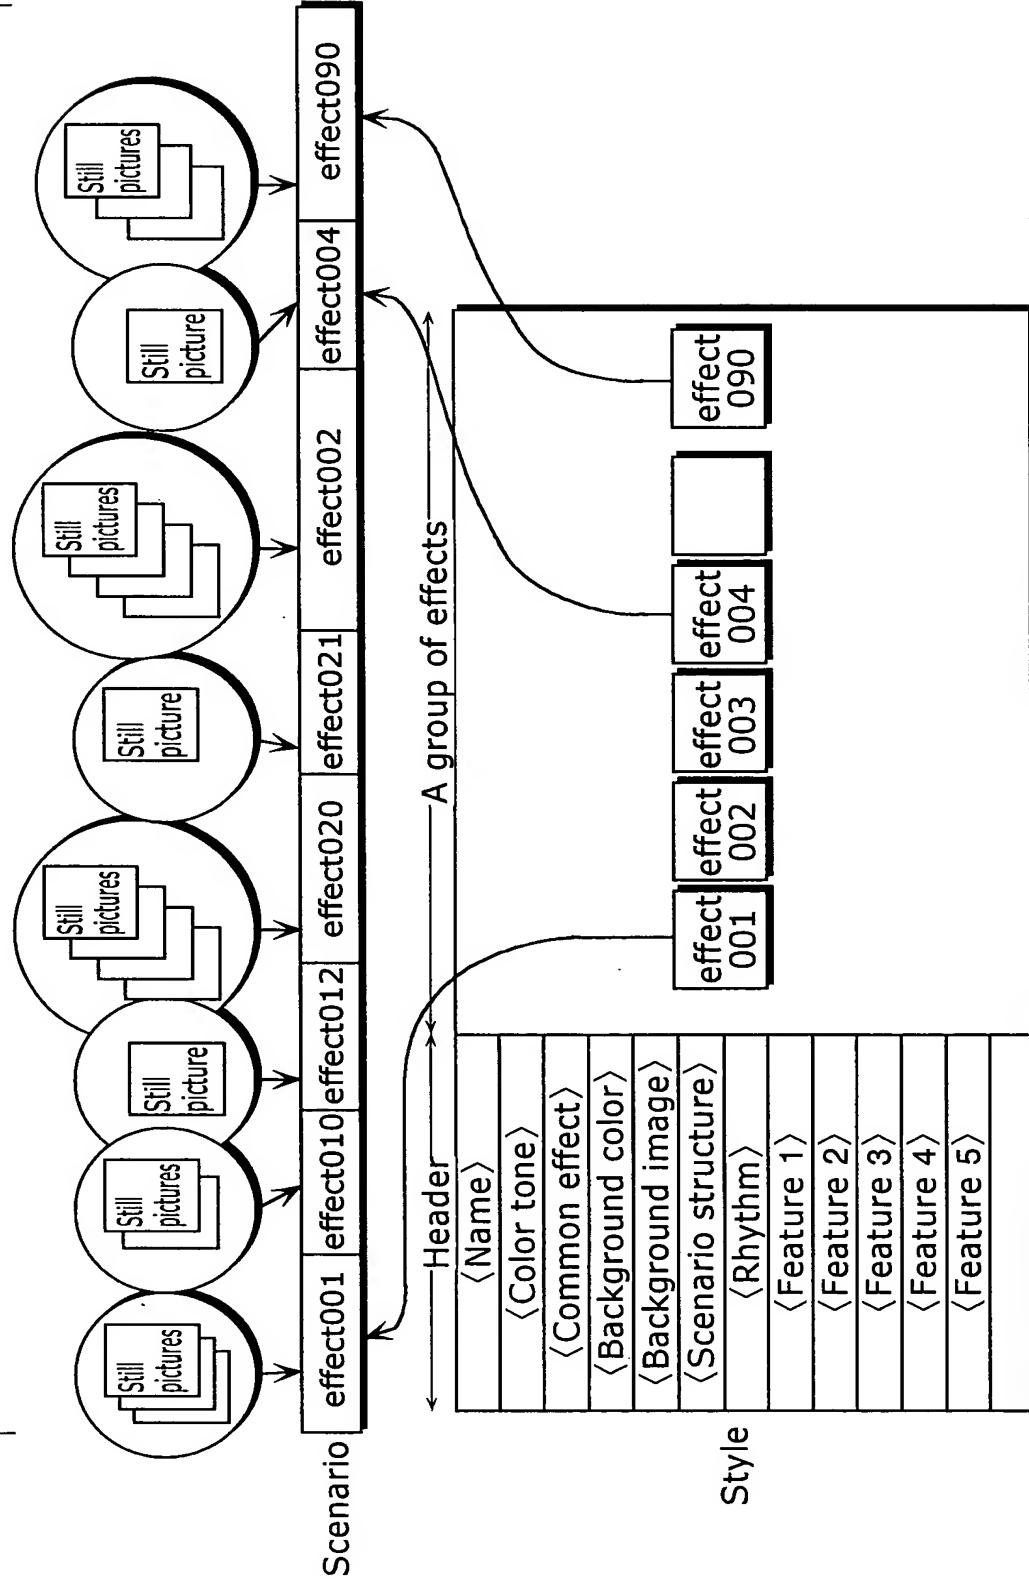 Still
pictures
Still
pictures
Still
picture
Still
pictures
Still
picture
Still
pictures
Still
picture
Still
pictures
Scenario
effect001
effect010
effect012
effect020
effect021
effect002
effect004
effect090
Header
A group of effects
Style
〈Name〉
〈Color tone〉
〈Common effect〉
〈Background color〉
〈Background image〉
〈Scenario structure〉
〈Rhythm〉
〈Feature 1〉
〈Feature 2〉
〈Feature 3〉
〈Feature 4〉
〈Feature 5〉
effect
001
effect
002
effect
003
effect
004
effect
090